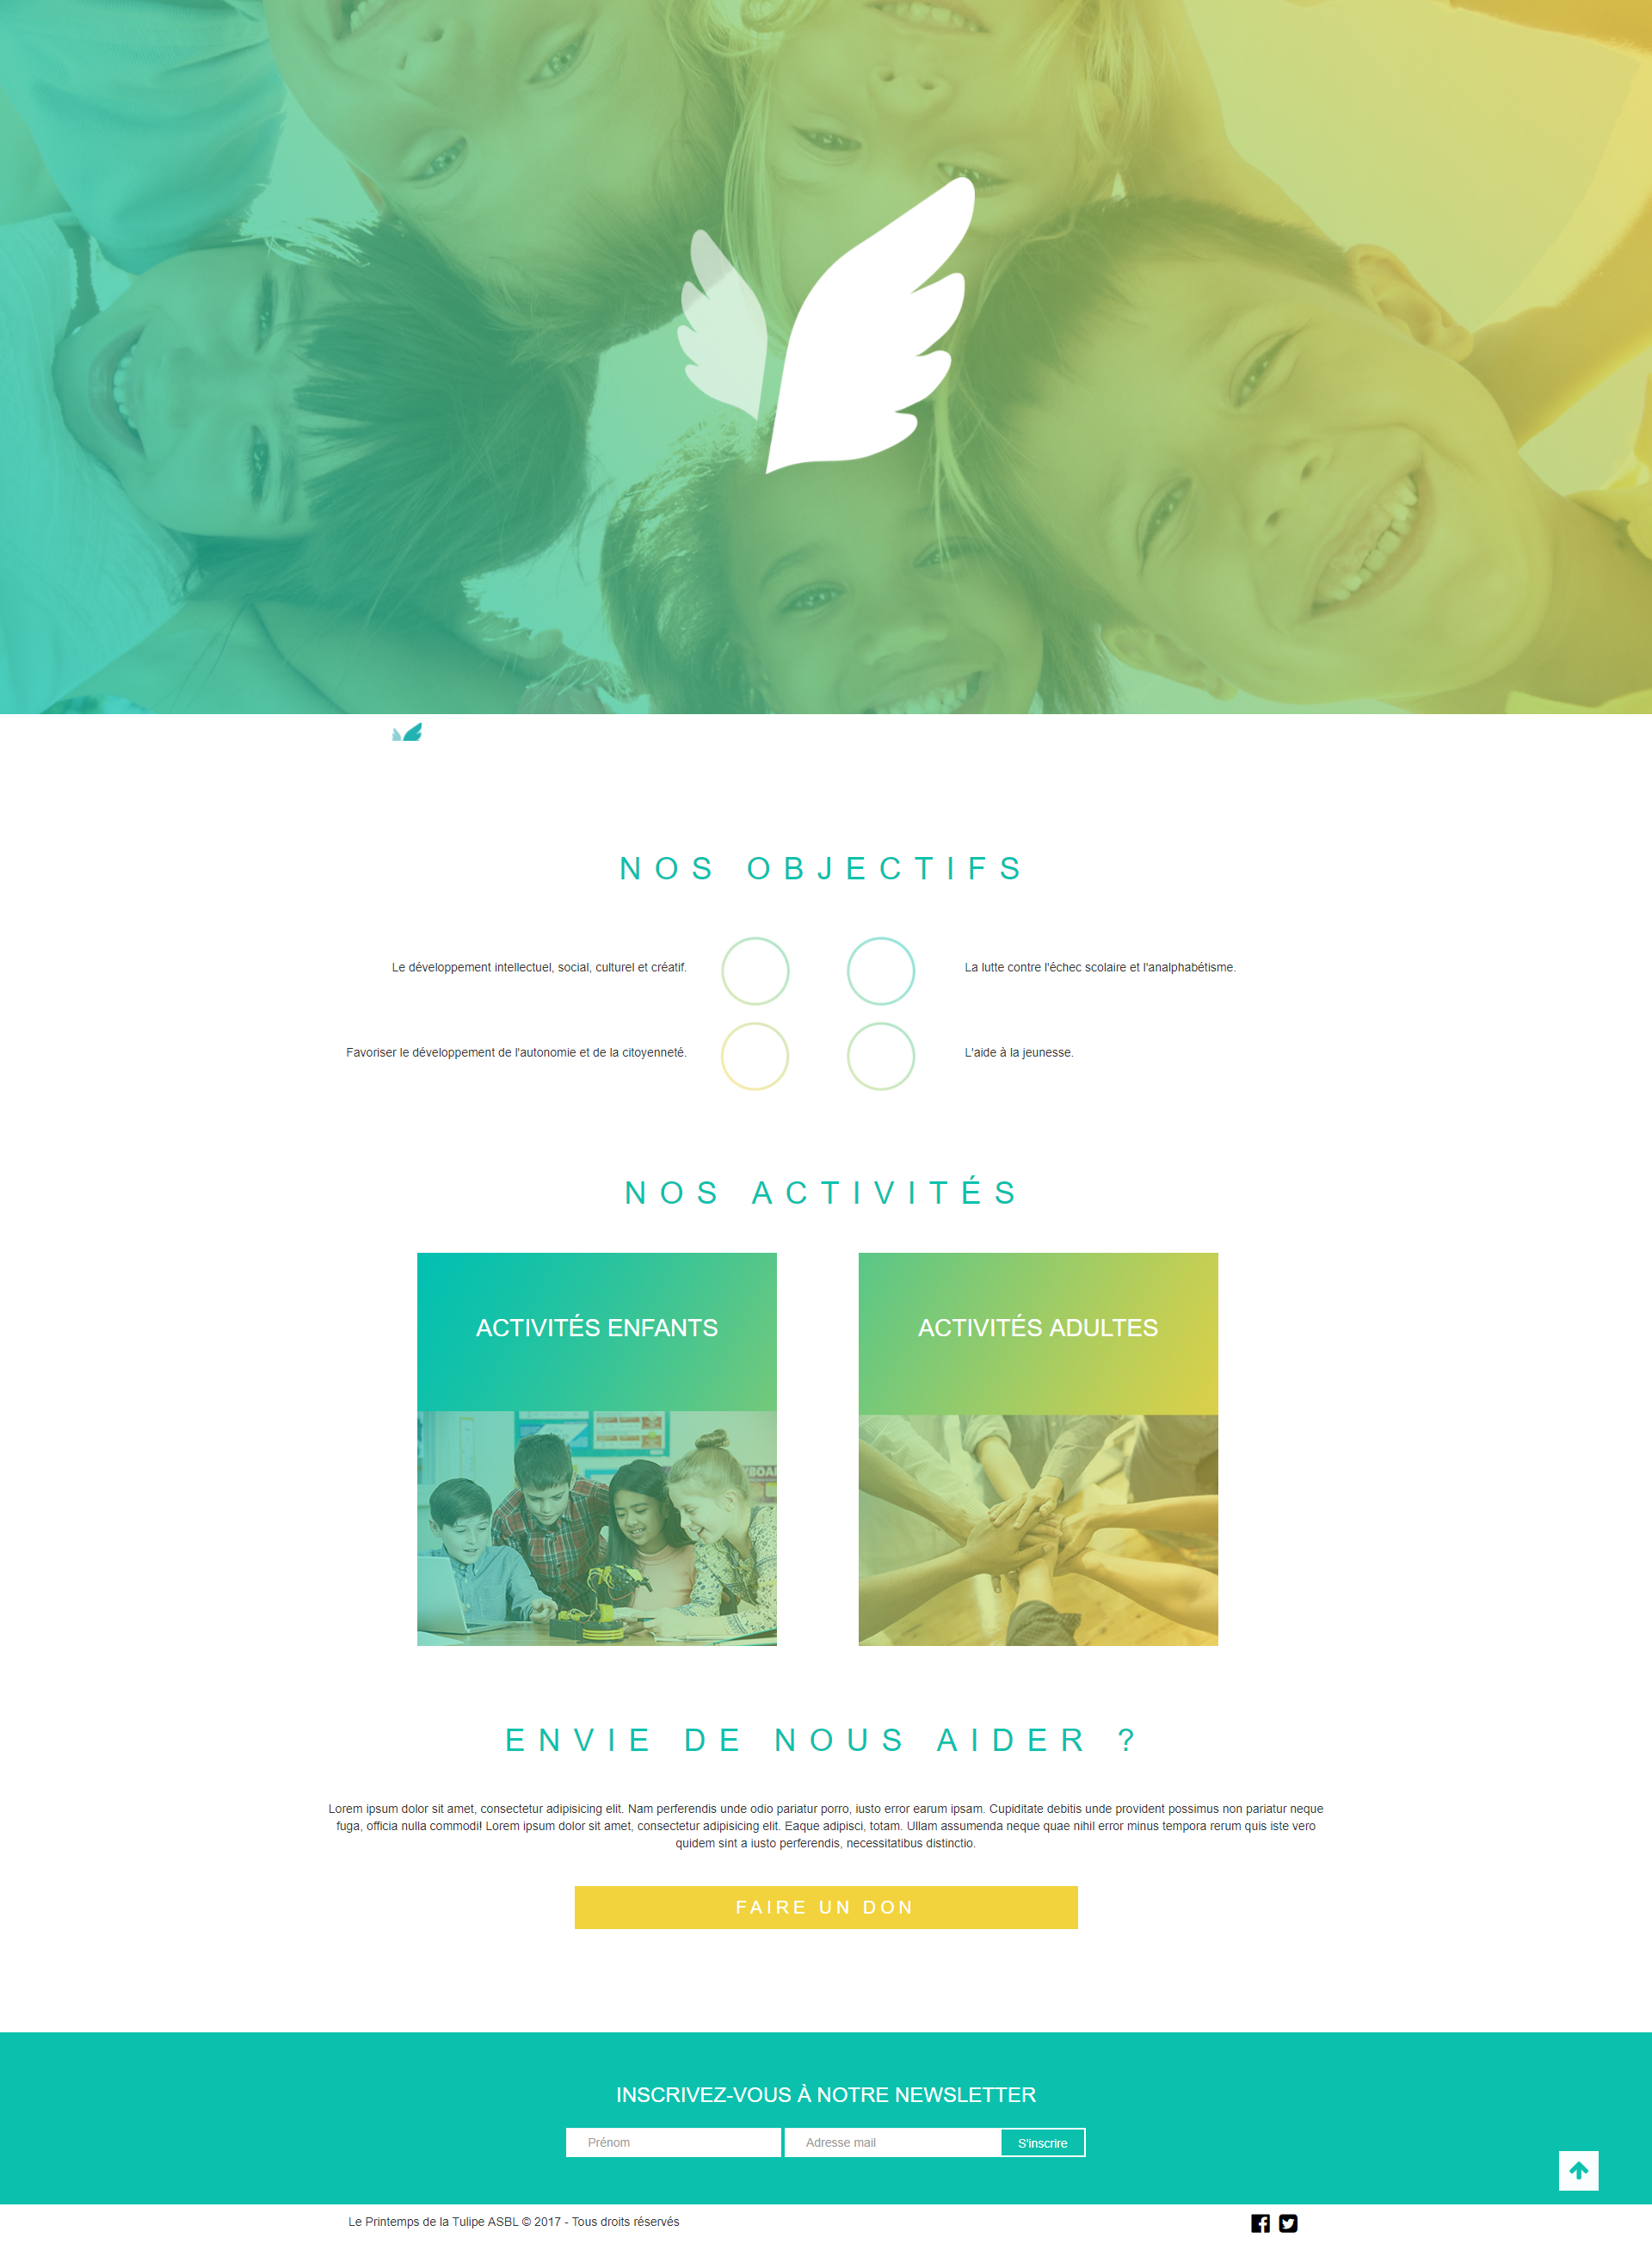 NOS OBJECTIFS
Le développement intellectuel, social, culturel et créatif.
La lutte contre l'échec scolaire et l'analphabétisme.
Favoriser le développement de l'autonomie et de la citoyenneté.
L'aide à la jeunesse.
NOS ACTIVITÉS
ACTIVITÉS ENFANTS
ACTIVITÉS ADULTES
ENVIE DE NOUS AIDER ?
Lorem ipsum dolor sit amet, consectetur adipisicing elit. Nam perferendis unde odio pariatur porro, iusto error earum ipsam. Cupiditate debitis unde provident possimus non pariatur neque
fuga, officia nulla commodi! Lorem ipsum dolor sit amet, consectetur adipisicing elit. Eaque adipisci, totam. Ullam assumenda neque quae nihil error minus tempora rerum quis iste vero
quidem sint a iusto perferendis, necessitatibus distinctio.
FAIRE UN DON
INSCRIVEZ-VOUS À NOTRE NEWSLETTER
Prénom
Adresse mail
S'inscrire
Le Printemps de la Tulipe ASBL © 2017 - Tous droits réservés